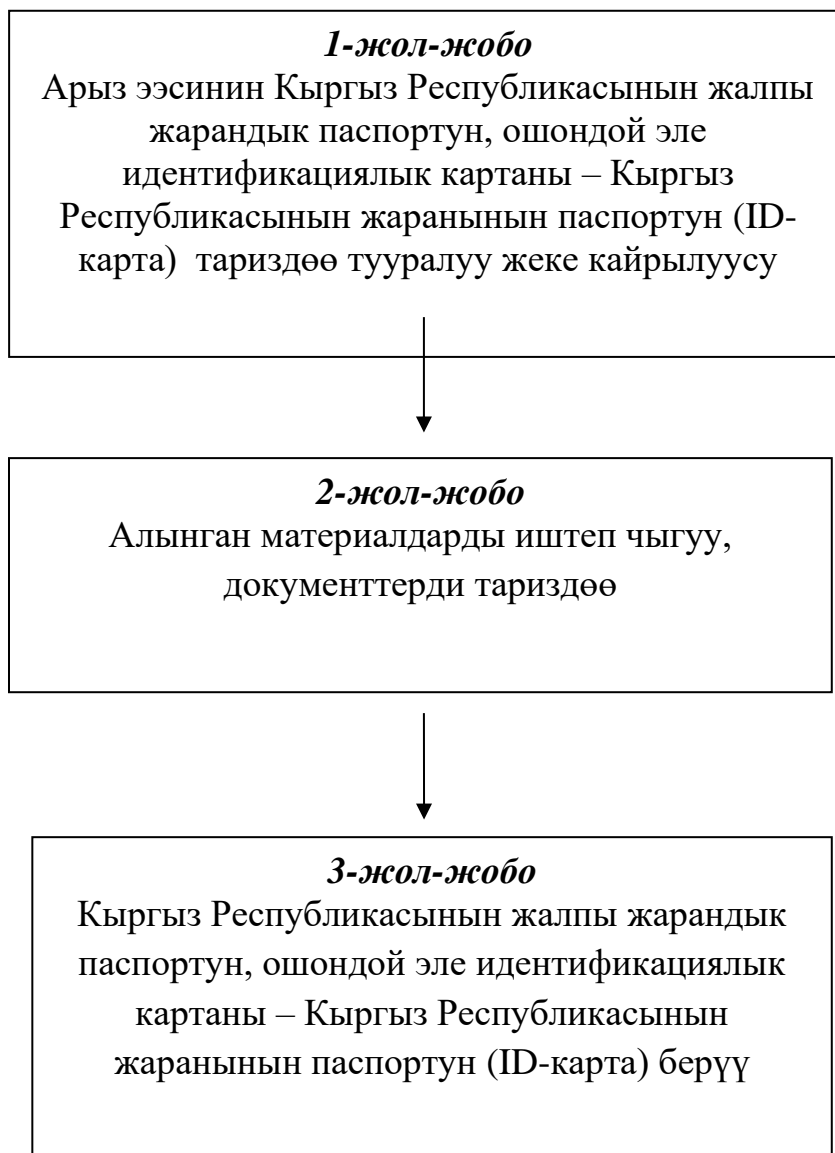 1-жол-жобо
Арыз ээсинин Кыргыз Республикасынын жалпы
жарандык паспортун, ошондой эле
идентификациялык картаны – Кыргыз
Республикасынын жаранынын паспортун (ID-
карта) тариздөө тууралуу жеке кайрылуусу
2-жол-жобо
Алынган материалдарды иштеп чыгуу,
документтерди тариздөө
3-жол-жобо
Кыргыз Республикасынын жалпы жарандык
паспортун, ошондой эле идентификациялык
картаны – Кыргыз Республикасынын
жаранынын паспортун (ID-карта) берүү